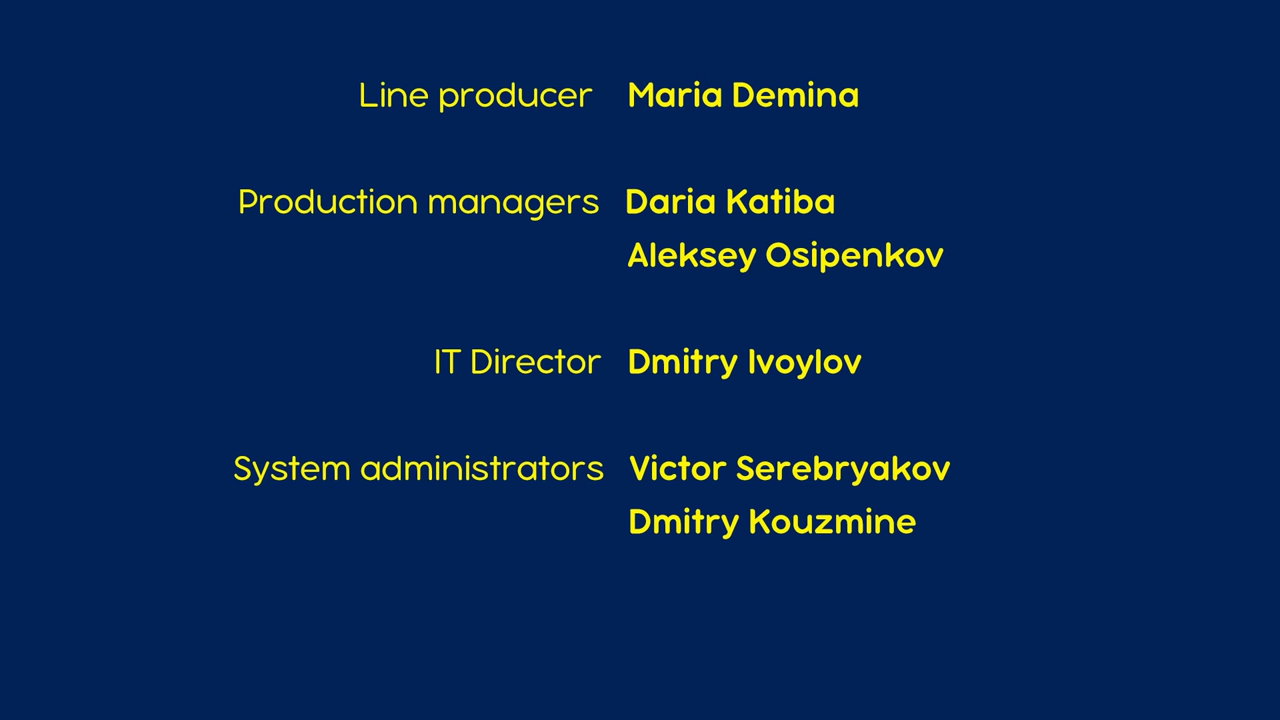 Line producer Maria Demina
Production managers Daria Katiba
Aleksey Osipenkov
IT Director Dmitry Ivoylov
System administrators Victor Serebryakov
Dmitry Kouzmine